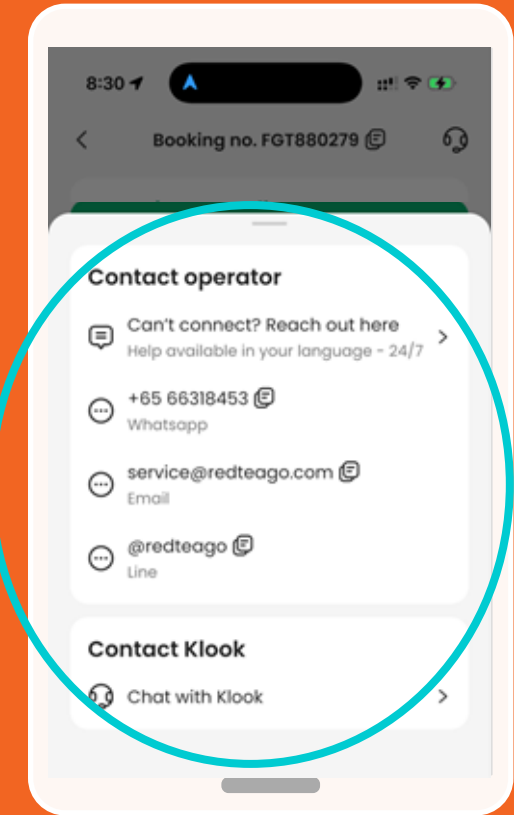 8:30
Booking no. FGT880279
Contact operator
Can't connect? Reach out here
Help available in your language - 24/7
+65 66318453
Whatsapp
service@redteago.com
Email
@redteago
Line
Contact Klook
Chat with Klook